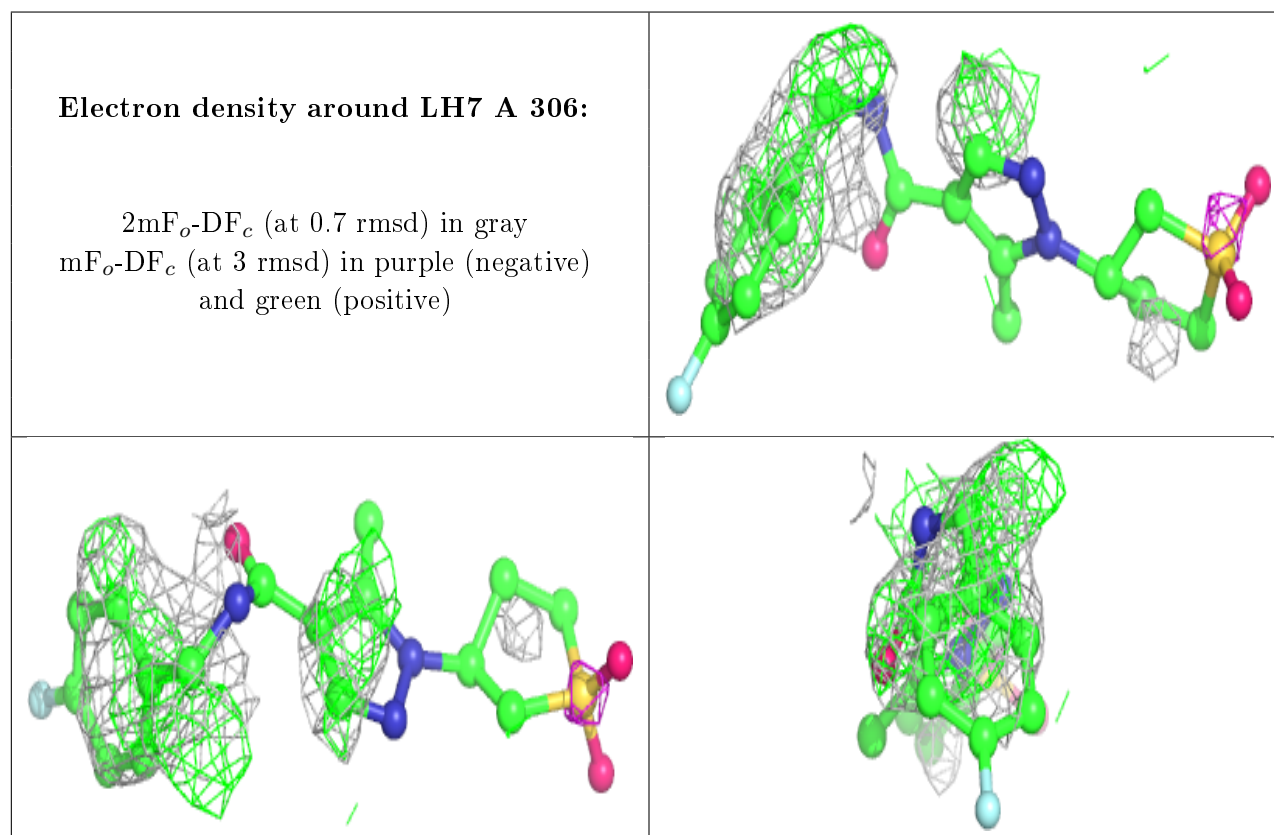 Electron density around LH7 A 306:
2mFo-DFc (at 0.7 rmsd) in gray
mFo-DFc (at 3 rmsd) in purple (negative)
and green (positive)